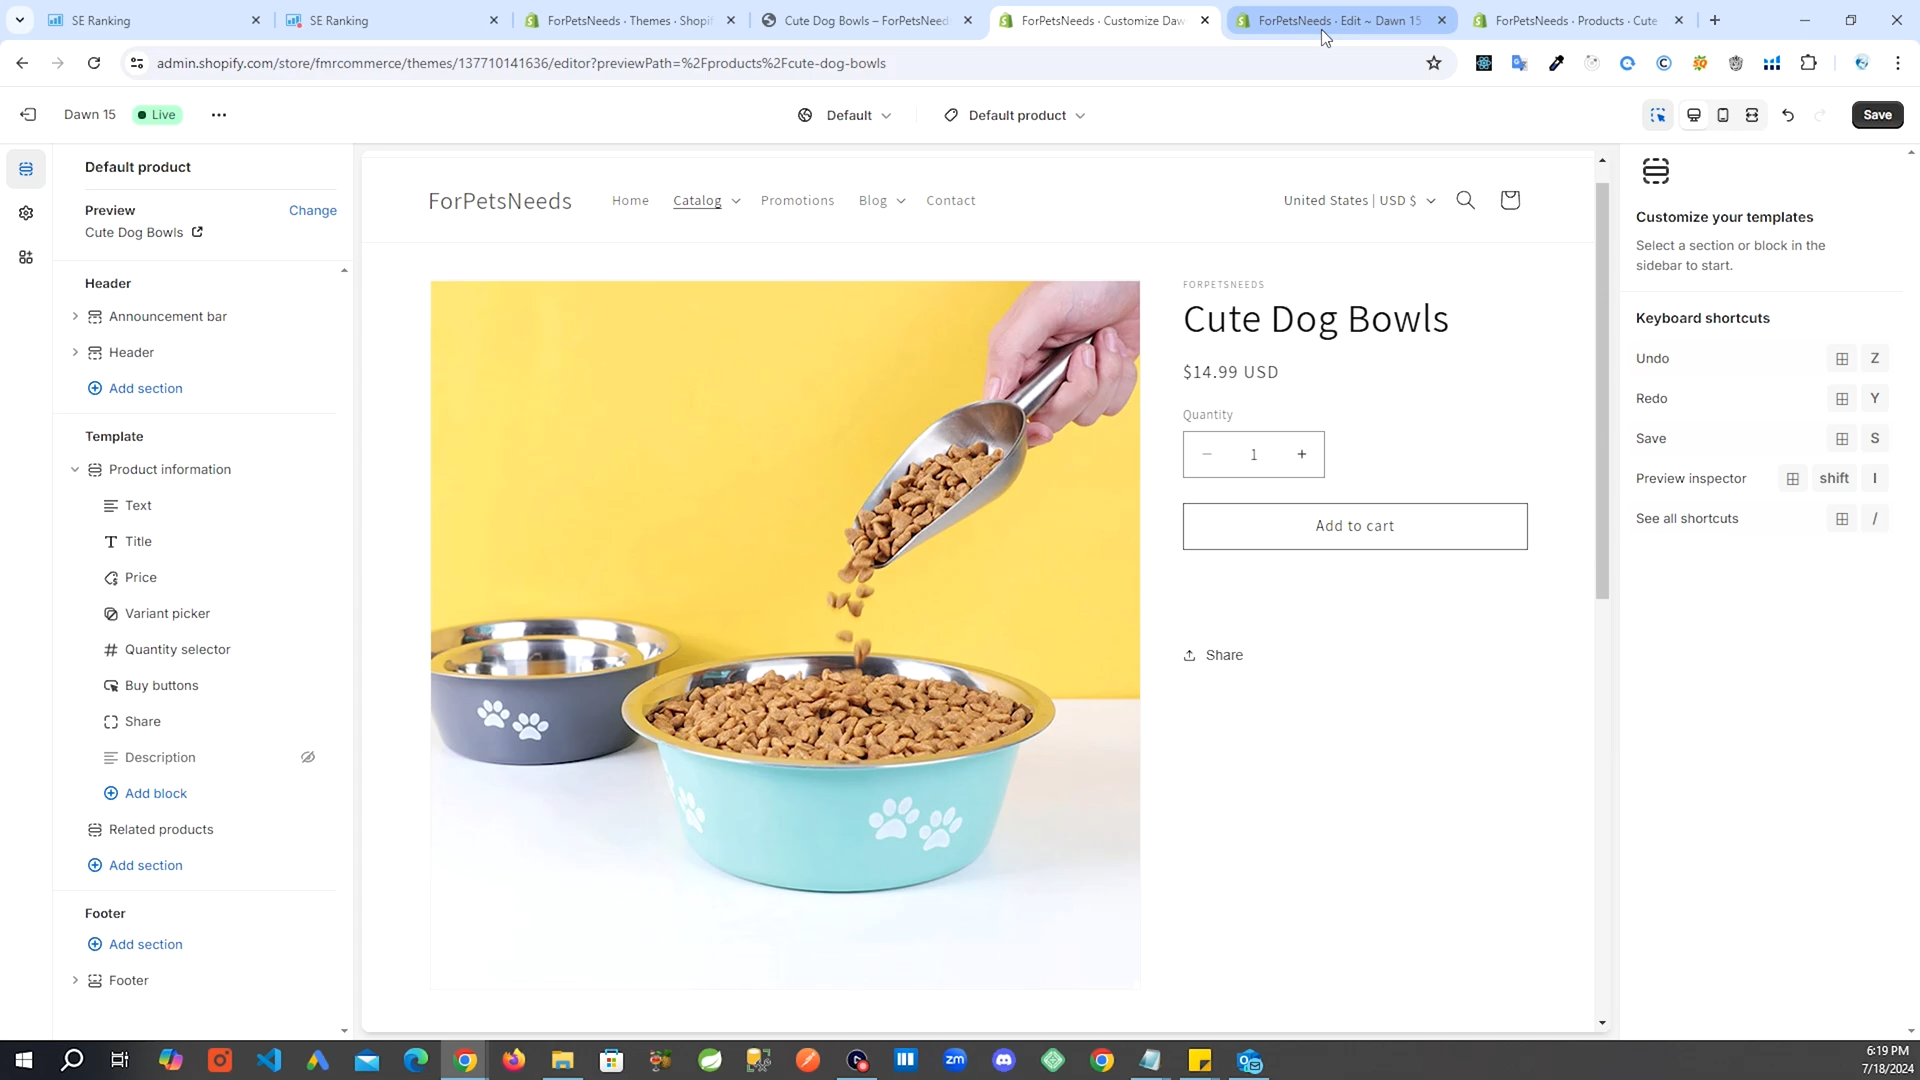 SE Ranking
SE Ranking
ForPetsNeeds · Themes · Shopif
Cute Dog Bowls – ForPetsNeed
ForPetsNeeds · Customize Daw
ForPetsNeeds · Edit ~ Dawn 15
ForPetsNeeds · Products · Cute
admin.shopify.com/store/fmrcommerce/themes/137710141636/editor?previewPath=%2Fproducts%2Fcute-dog-bowls
Dawn 15
Live
Default
Default product
Save
Default product
Preview
Change
Cute Dog Bowls
Header
Announcement bar
Header
Add section
Template
Product information
Text
Title
Price
Variant picker
Quantity selector
Buy buttons
Share
Description
Add block
Related products
Add section
Footer
Add section
Footer
ForPetsNeeds
Home
Catalog
Promotions
Blog
Contact
United States | USD $
FORPETSNEEDS
Cute Dog Bowls
$14.99 USD
Quantity
1
Add to cart
Share
Customize your templates
Select a section or block in the
sidebar to start.
Keyboard shortcuts
Undo
Z
Redo
Y
Save
S
Preview inspector
shift
I
See all shortcuts
/
zm
6:19 PM
7/18/2024